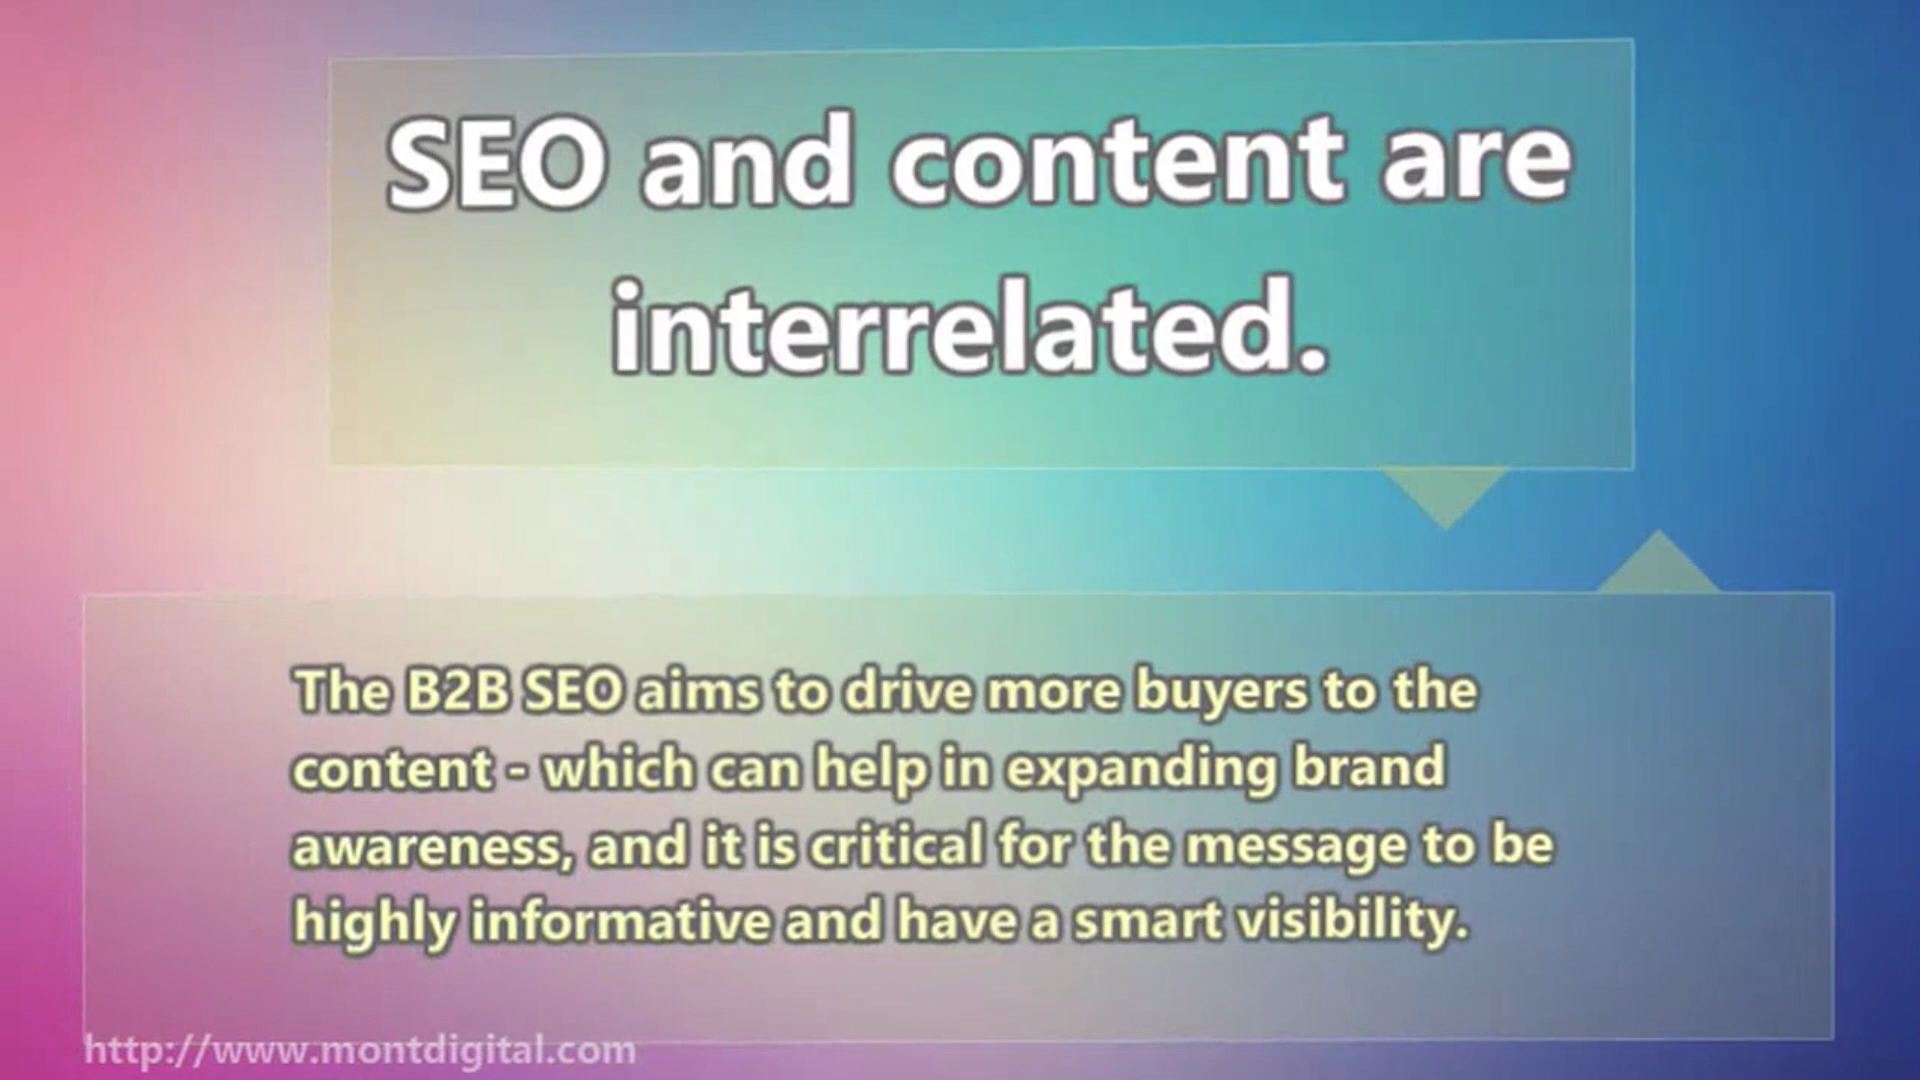 SEO and content are
interrelated.
The B2B SEO aims to drive more buyers to the
content - which can help in expanding brand
awareness, and it is critical for the message to be
highly informative and have a smart visibility.
http://www.montdigital.com